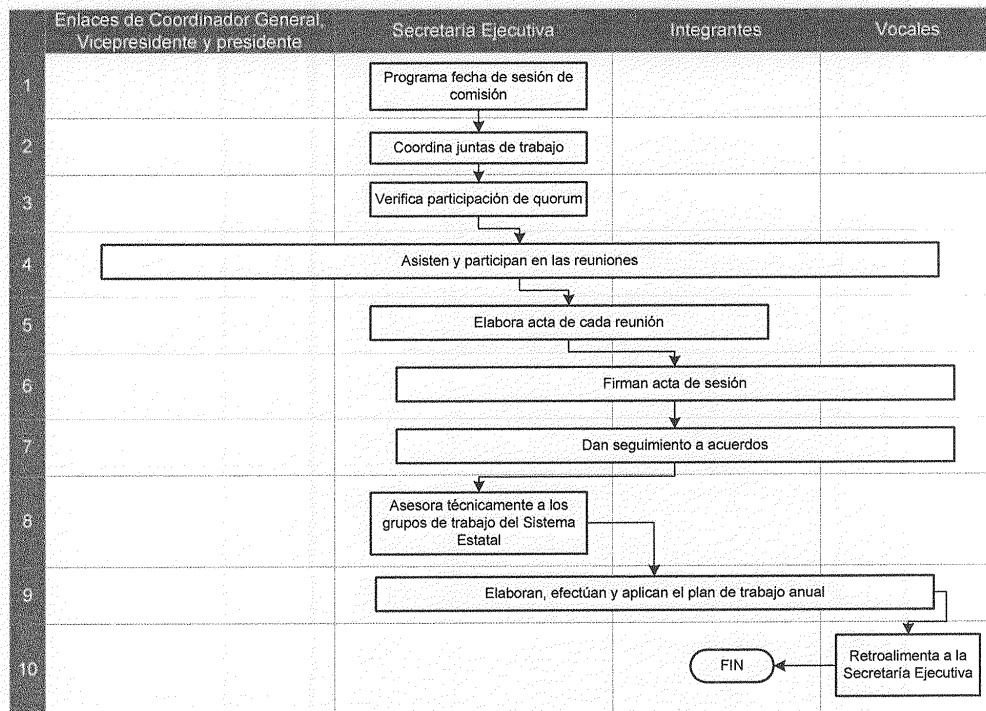 Enlaces de Coordinador General,
Vicepresidente y presidente
Secretaría Ejecutiva
Integrantes
Vocales
1
Programa fecha de sesión de
comisión
2
Coordina juntas de trabajo
3
Verifica participación de quorum
4
Asisten y participan en las reuniones
5
Elabora acta de cada reunión
6
Firman acta de sesión
7
Dan seguimiento a acuerdos
8
Asesora técnicamente a los
grupos de trabajo del Sistema
Estatal
9
Elaboran, efectúan y aplican el plan de trabajo anual
10
FIN
Retroalimenta a la
Secretaría Ejecutiva